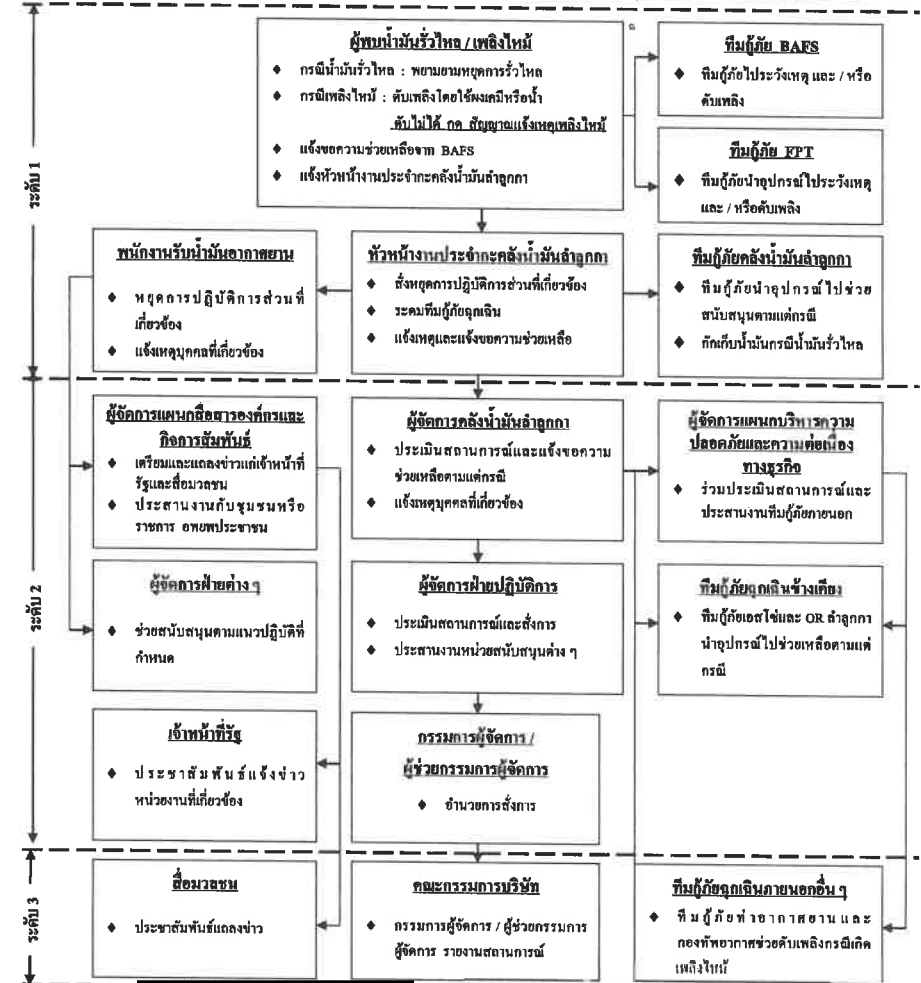 ระดับ 1
ผู้พบน้ำมันรั่วไหล / เพลิงไหม้
◆ กรณีน้ำมันรั่วไหล : พยายามหยุดการรั่วไหล
◆ กรณีเพลิงไหม้ : ดับเพลิงโดยใช้ผงเคมีหรือน้ำ
ดับไม่ได้ กด สัญญาณแจ้งเหตุเพลิงไหม้
◆ แจ้งขอความช่วยเหลือจาก BAFS
◆ แจ้งหัวหน้างานประจำกะคลังน้ำมันลำลูกกา
ทีมกู้ภัย BAFS
◆ ทีมกู้ภัยไประวังเหตุ และ / หรือ
ดับเพลิง
ทีมกู้ภัย FPT
◆ ทีมกู้ภัยนำอุปกรณ์ไประวังเหตุ
และ / หรือดับเพลิง
พนักงานรับน้ำมันอากาศยาน
◆ หยุดการปฏิบัติการส่วนที่
เกี่ยวข้อง
◆ แจ้งเหตุบุคคลที่เกี่ยวข้อง
หัวหน้างานประจำกะคลังน้ำมันลำลูกกา
◆ สั่งหยุดการปฏิบัติการส่วนที่เกี่ยวข้อง
◆ ระดมทีมกู้ภัยฉุกเฉิน
◆ แจ้งเหตุและแจ้งขอความช่วยเหลือ
ทีมกู้ภัยคลังน้ำมันลำลูกกา
◆ ทีมกู้ภัยนำอุปกรณ์ไปช่วย
สนับสนุนตามแต่กรณี
◆ กักเก็บน้ำมันกรณีน้ำมันรั่วไหล
ระดับ 2
ผู้จัดการแผนกสื่อสารองค์กรและ
กิจการสัมพันธ์
◆ เตรียมและแถลงข่าวแก่เจ้าหน้าที่
รัฐและสื่อมวลชน
◆ ประสานงานกับชุมชนหรือ
ราชการ อพยพประชาชน
ผู้จัดการคลังน้ำมันลำลูกกา
◆ ประเมินสถานการณ์และแจ้งขอความ
ช่วยเหลือตามแต่กรณี
◆ แจ้งเหตุบุคคลที่เกี่ยวข้อง
ผู้จัดการแผนกบริหารความ
ปลอดภัยและความต่อเนื่อง
ทางธุรกิจ
◆ ร่วมประเมินสถานการณ์และ
ประสานงานทีมกู้ภัยภายนอก
ผู้จัดการฝ่ายต่าง ๆ
◆ ช่วยสนับสนุนตามแนวปฏิบัติที่
กำหนด
ผู้จัดการฝ่ายปฏิบัติการ
◆ ประเมินสถานการณ์และสั่งการ
◆ ประสานงานหน่วยสนับสนุนต่าง ๆ
ทีมกู้ภัยฉุกเฉินข้างเคียง
◆ ทีมกู้ภัยเอสโซ่และ OR ลำลูกกา
นำอุปกรณ์ไปช่วยเหลือตามแต่
กรณี
เจ้าหน้าที่รัฐ
◆ ประชาสัมพันธ์แจ้งข่าว
หน่วยงานที่เกี่ยวข้อง
กรรมการผู้จัดการ /
ผู้ช่วยกรรมการผู้จัดการ
◆ อำนวยการสั่งการ
ระดับ 3
สื่อมวลชน
◆ ประชาสัมพันธ์แถลงข่าว
คณะกรรมการบริษัท
◆ กรรมการผู้จัดการ / ผู้ช่วยกรรมการ
ผู้จัดการ รายงานสถานการณ์
ทีมกู้ภัยฉุกเฉินภายนอกอื่น ๆ
◆ ทีมกู้ภัยท่าอากาศยานและ
กองทัพอากาศช่วยดับเพลิงกรณีเกิด
เพลิงไหม้